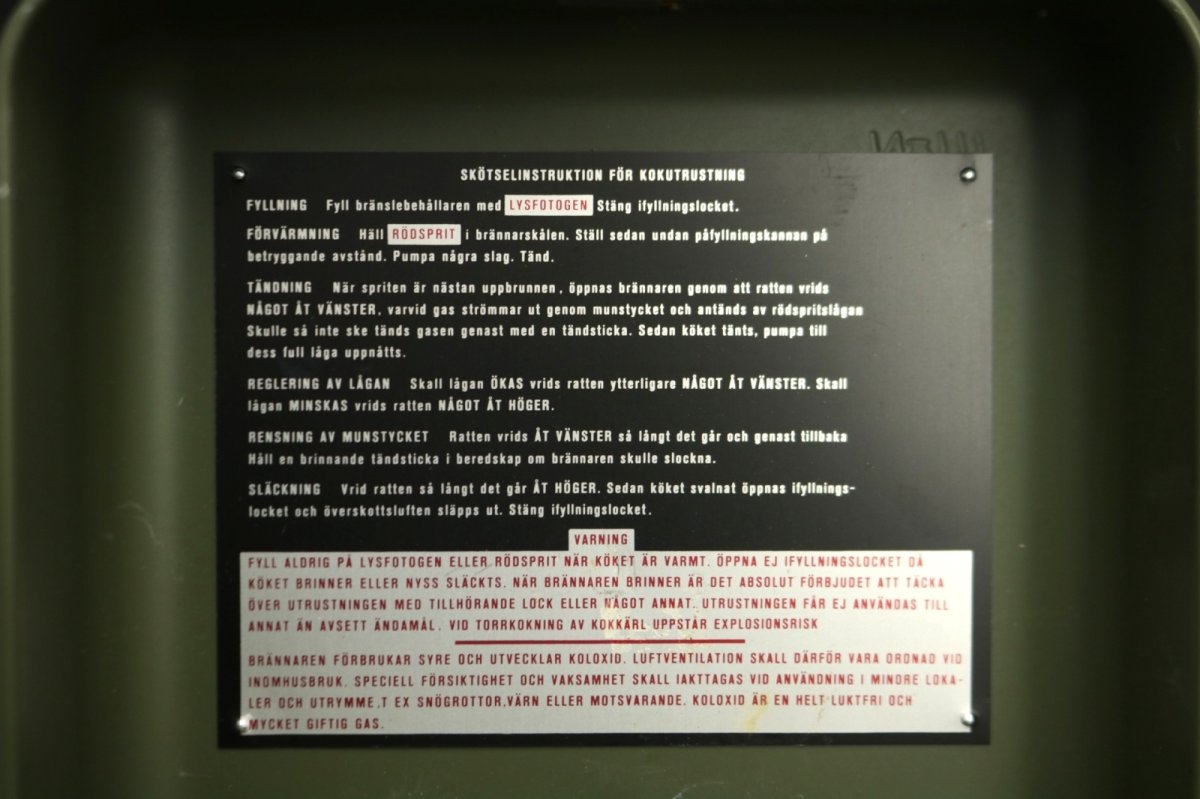 SKÖTSELINSTRUKTION FÖR KOKUTRUSTNING
FYLLNING Fyll bränslebehållaren med LYSFOTOGEN Stäng ifyllningslocket.
FÖRVÄRMNING Häll RÖDSPRIT i brännarskålen. Ställ sedan undan påfyllningskannan på
betryggande avstånd. Pumpa några slag. Tänd.
TÄNDNING När spriten är nästan uppbrunnen, öppnas brännaren genom att ratten vrids
NÅGOT ÅT VÄNSTER, varvid gas strömmar ut genom munstycket och antänds av rödspritslågan
Skulle så inte ske tänds gasen genast med en tändsticka. Sedan köket tänts, pumpa till
dess full låga uppnåtts.
REGLERING AV LÅGAN Skall lågan ÖKAS vrids ratten ytterligare NÅGOT ÅT VÄNSTER. Skall
lågan MINSKAS vrids ratten NÅGOT ÅT HÖGER.
RENSNING AV MUNSTYCKET Ratten vrids ÅT VÄNSTER så långt det går och genast tillbaka
Håll en brinnande tändsticka i beredskap om brännaren skulle slockna.
SLÄCKNING Vrid ratten så långt det går ÅT HÖGER. Sedan köket svalnat öppnas ifyllnings-
locket och överskottsluften släpps ut. Stäng ifyllningslocket.
VARNING
FYLL ALDRIG PÅ LYSFOTOGEN ELLER RÖDSPRIT NÄR KÖKET ÄR VARMT. ÖPPNA EJ IFYLLNINGSLOCKET DÅ
KÖKET BRINNER ELLER NYSS SLÄCKTS. NÄR BRÄNNAREN BRINNER ÄR DET ABSOLUT FÖRBJUDET ATT TÄCKA
ÖVER UTRUSTNINGEN MED TILLHÖRANDE LOCK ELLER NÅGOT ANNAT. UTRUSTNINGEN FÅR EJ ANVÄNDAS TILL
ANNAT ÄN AVSETT ÄNDAMÅL. VID TORRKOKNING AV KOKKÄRL UPPSTÅR EXPLOSIONSRISK
BRÄNNAREN FÖRBRUKAR SYRE OCH UTVECKLAR KOLOXID. LUFTVENTILATION SKALL DÄRFÖR VARA ORDNAD VID
INOMHUSBRUK. SPECIELL FÖRSIKTIGHET OCH VAKSAMHET SKALL IAKTTAGAS VID ANVÄNDNING I MINDRE LOKA-
LER OCH UTRYMME,T EX SNÖGROTTOR,VÄRN ELLER MOTSVARANDE. KOLOXID ÄR EN HELT LUKTFRI OCH
MYCKET GIFTIG GAS.